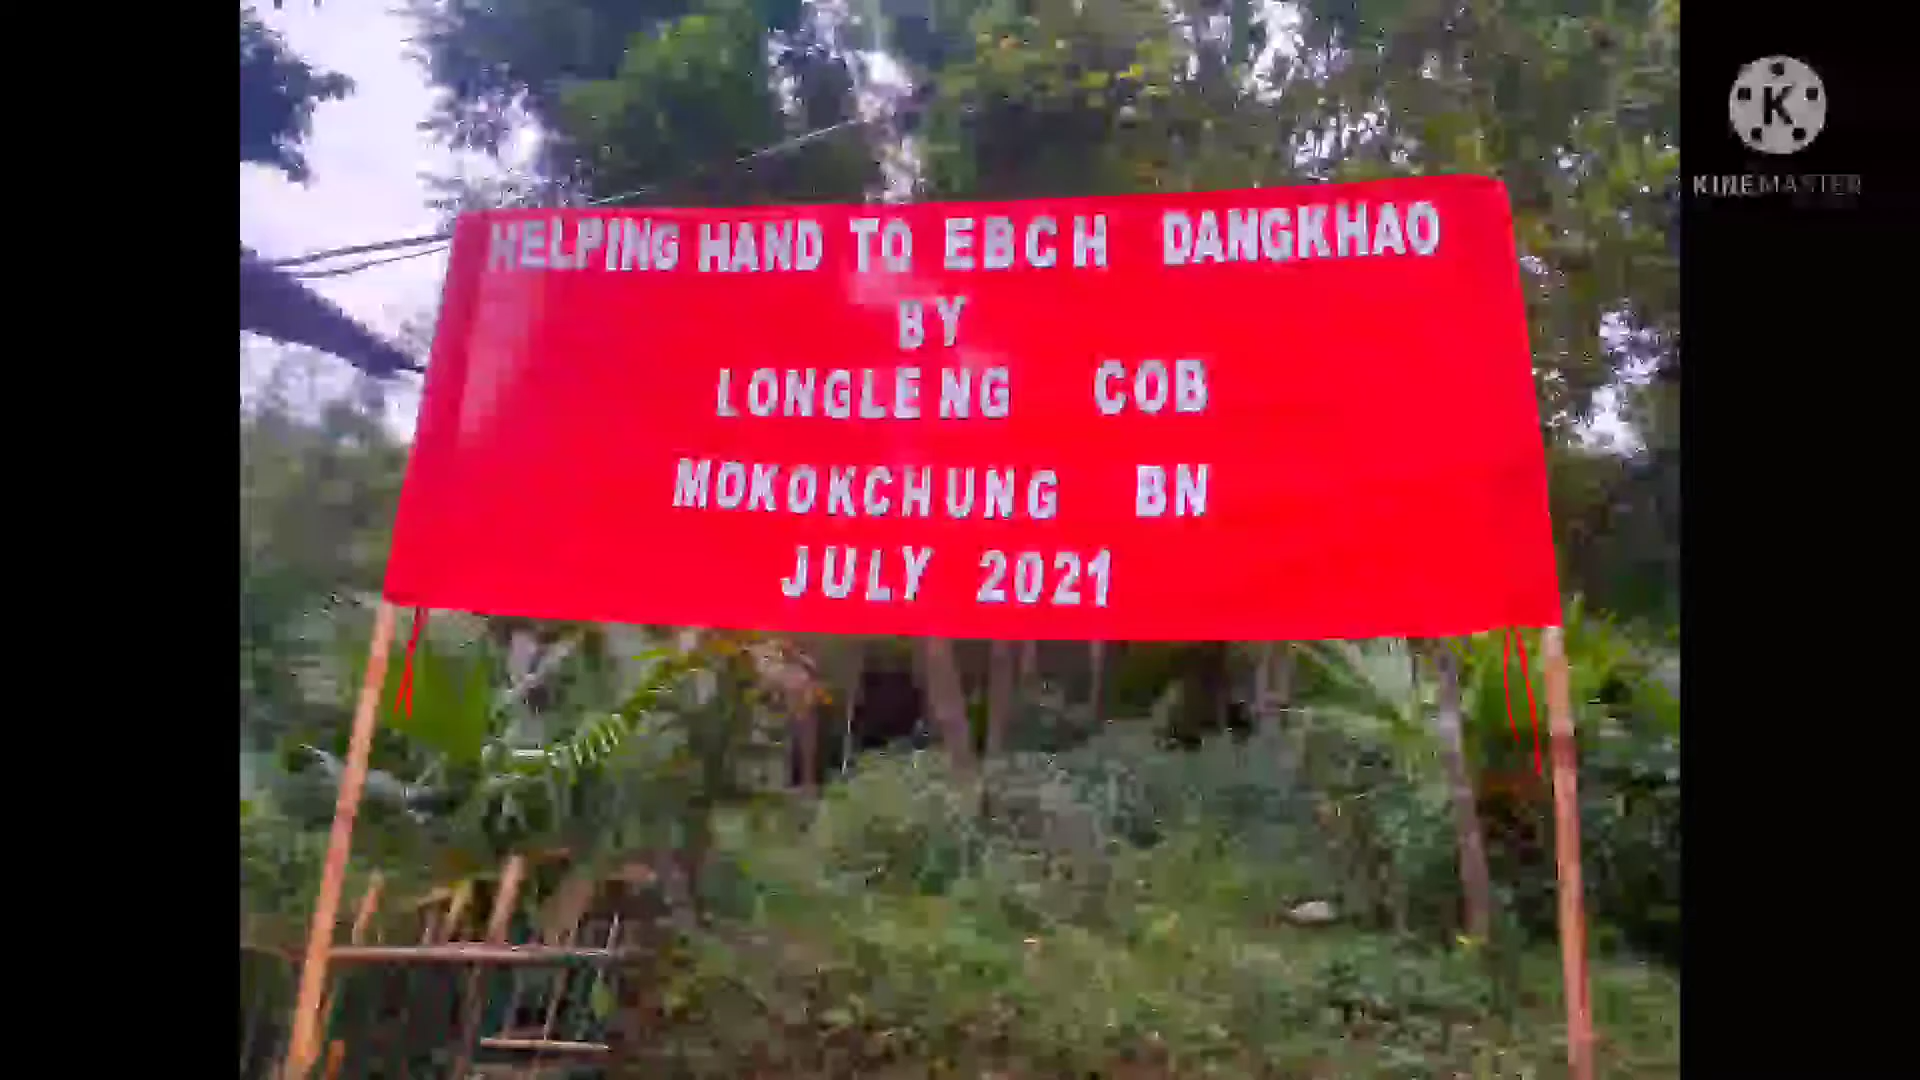 HELPING HAND TO EBCH DANGKHAO
BY
LONGLENG COB
MOKOKCHUNG BN
JULY 2021
K
KINEMASTER